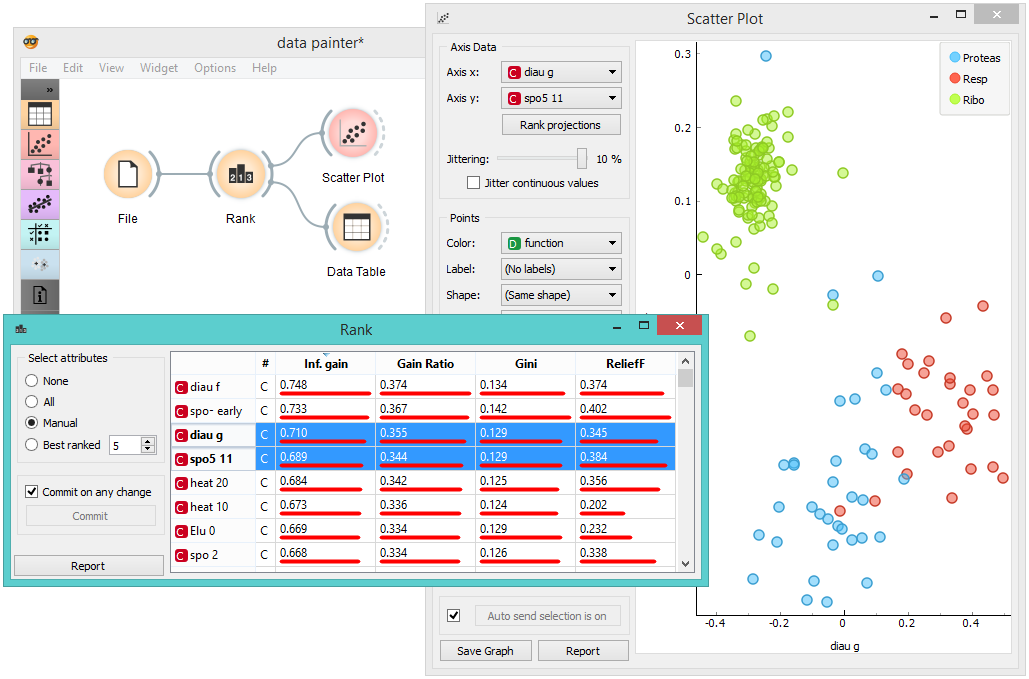 data painter*
File Edit View Widget Options Help
»
File
2 1 3
Rank
Scatter Plot
Data Table
Scatter Plot
Axis Data
Axis x: C diau g
Axis y: C spo5 11
Rank projections
Jittering: 10 %
Jitter continuous values
Points
Color: D function
Label: (No labels)
Shape: (Same shape)
Auto send selection is on
Save Graph Report
Proteas
Resp
Ribo
0.3
0.2
0.1
0
-0.4 -0.2 0 0.2 0.4
diau g
Rank
Select attributes
None
All
Manual
Best ranked 5
Commit on any change
Commit
Report
# Inf. gain Gain Ratio Gini ReliefF
C diau f C 0.748 0.374 0.134 0.374
C spo- early C 0.733 0.367 0.142 0.402
C diau g C 0.710 0.355 0.129 0.345
C spo5 11 C 0.689 0.344 0.129 0.384
C heat 20 C 0.684 0.342 0.125 0.356
C heat 10 C 0.673 0.336 0.124 0.202
C Elu 0 C 0.669 0.334 0.129 0.232
C spo 2 C 0.668 0.334 0.126 0.338